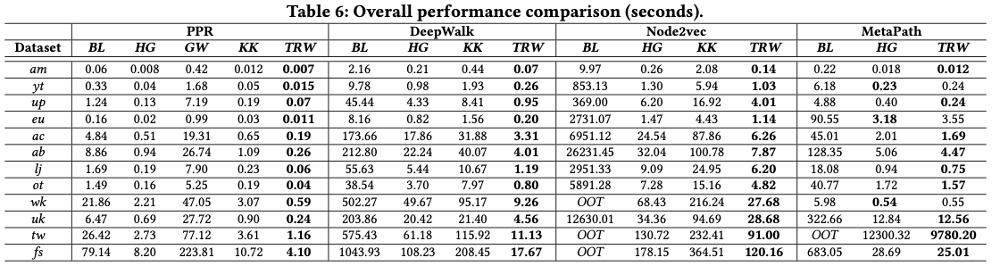 Table 6: Overall performance comparison (seconds).
PPR DeepWalk Node2vec MetaPath
Dataset BL HG GW KK TRW BL HG KK TRW BL HG KK TRW BL HG TRW
am 0.06 0.008 0.42 0.012 0.007 2.16 0.21 0.44 0.07 9.97 0.26 2.08 0.14 0.22 0.018 0.012
yt 0.33 0.04 1.68 0.05 0.015 9.78 0.98 1.93 0.26 853.13 1.30 5.94 1.03 6.18 0.23 0.24
up 1.24 0.13 7.19 0.19 0.07 45.44 4.33 8.41 0.95 369.00 6.20 16.92 4.01 4.88 0.40 0.24
eu 0.16 0.02 0.99 0.03 0.011 8.16 0.82 1.56 0.20 2731.07 1.47 4.43 1.14 90.55 3.18 3.55
ac 4.84 0.51 19.31 0.65 0.19 173.66 17.86 31.88 3.31 6951.12 24.54 87.86 6.26 45.01 2.01 1.69
ab 8.86 0.94 26.74 1.09 0.26 212.80 22.24 40.07 4.01 26231.45 32.04 100.78 7.87 128.35 5.06 4.47
lj 1.69 0.19 7.90 0.23 0.06 55.63 5.44 10.67 1.19 2951.33 9.09 24.95 6.20 18.08 0.94 0.75
ot 1.49 0.16 5.25 0.19 0.04 38.54 3.70 7.97 0.80 5891.28 7.28 15.16 4.82 40.77 1.72 1.57
wk 21.86 2.21 47.05 3.07 0.59 502.27 49.67 95.17 9.26 OOT 68.43 216.24 27.68 5.98 0.54 0.55
uk 6.47 0.69 27.72 0.90 0.24 203.86 20.42 21.40 4.56 12630.01 34.36 94.69 28.68 322.66 12.84 12.56
tw 26.42 2.73 77.12 3.61 1.16 575.43 61.18 115.92 11.13 OOT 130.72 232.41 91.00 OOT 12300.32 9780.20
fs 79.14 8.20 223.81 10.72 4.10 1043.93 108.23 208.45 17.67 OOT 178.15 364.51 120.16 683.05 28.69 25.01